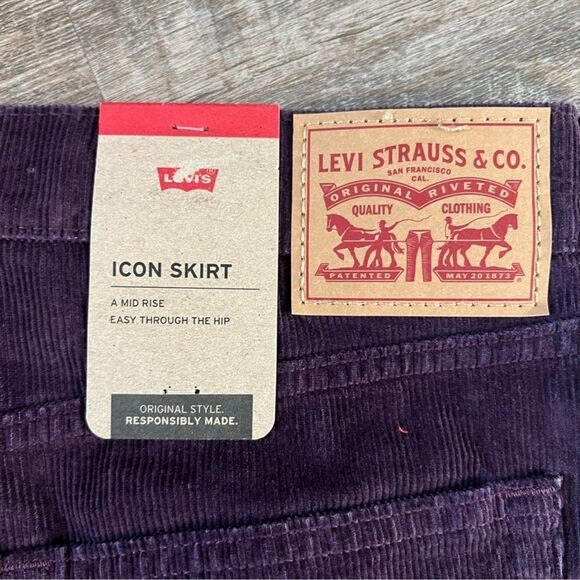 LEVI'S ®
ICON SKIRT
A MID RISE
EASY THROUGH THE HIP
ORIGINAL STYLE.
RESPONSIBLY MADE.
LEVI STRAUSS & CO.
SAN FRANCISCO
CAL.
ORIGINAL RIVETED
QUALITY CLOTHING
PATENTED MAY 20 1873